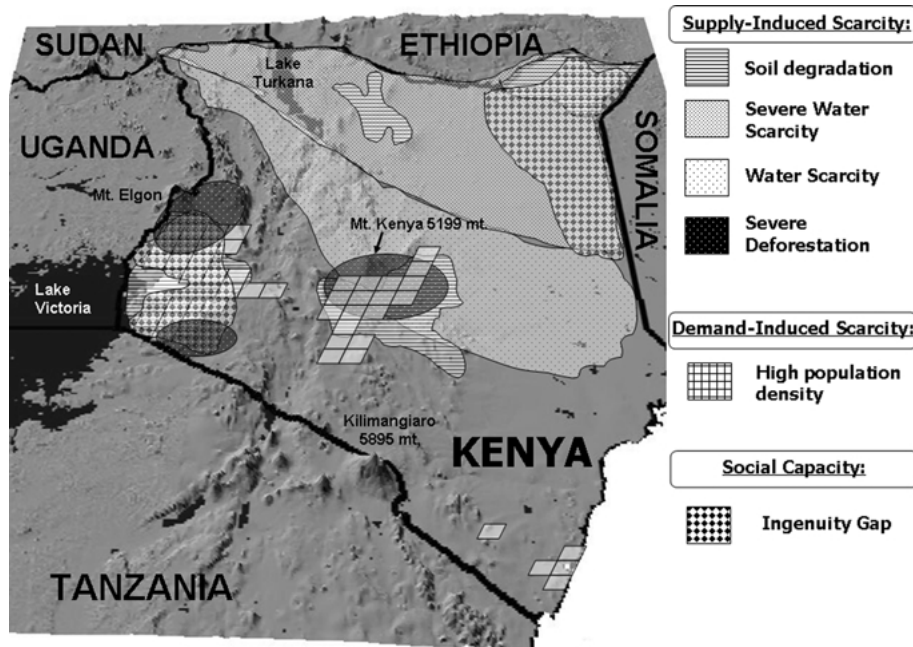 SUDAN
ETHIOPIA
Lake
Turkana
UGANDA
SOMALIA
Mt. Elgon
Mt. Kenya 5199 mt.
Lake
Victoria
Kilimangiaro
5895 mt.
KENYA
TANZANIA
Supply-Induced Scarcity:
Soil degradation
Severe Water
Scarcity
Water Scarcity
Severe
Deforestation
Demand-Induced Scarcity:
High population
density
Social Capacity:
Ingenuity Gap